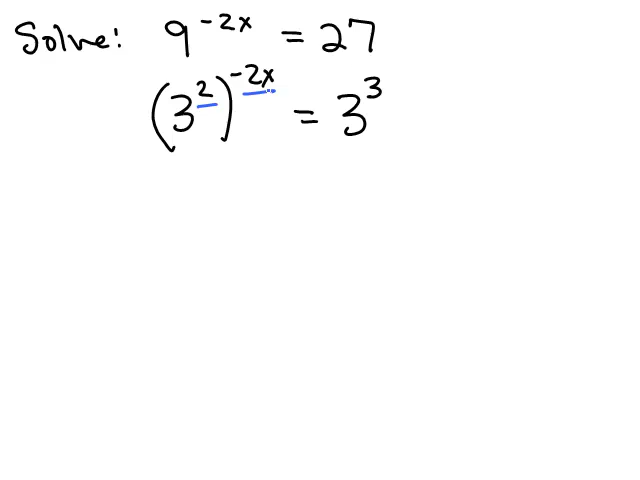 Solve: 9^{-2x} = 27
(3^2)^{-2x} = 3^3